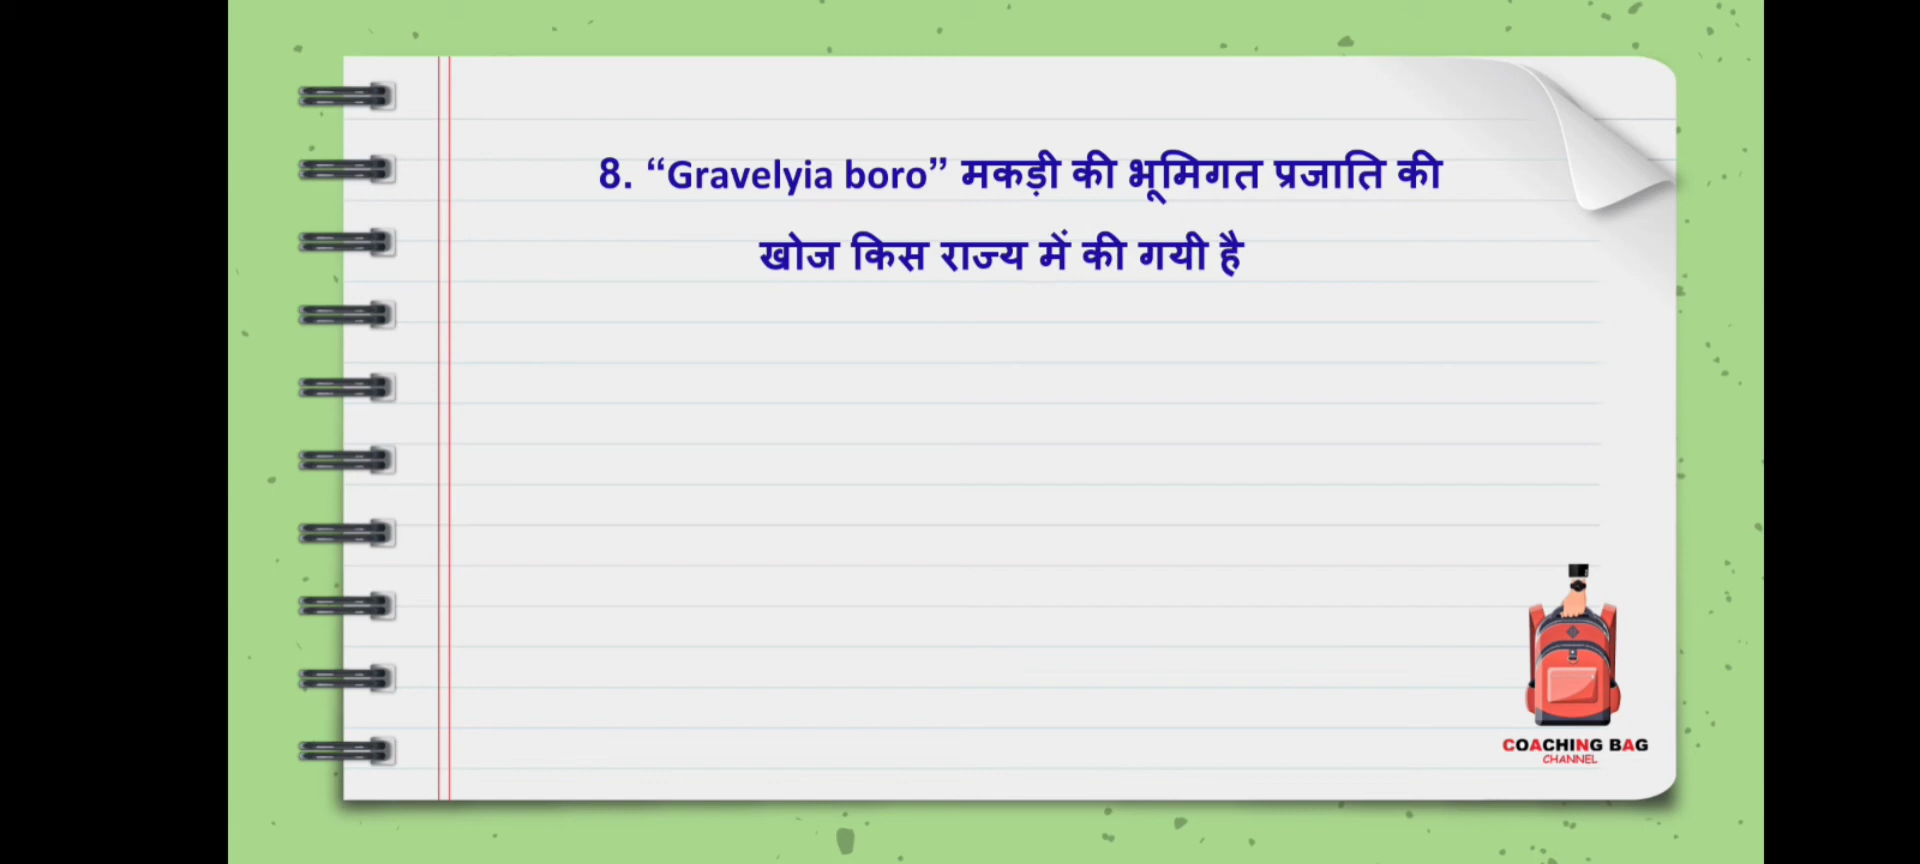 8. “Gravelyia boro” मकड़ी की भूमिगत प्रजाति की
खोज किस राज्य में की गयी है
COACHING BAG
CHANNEL